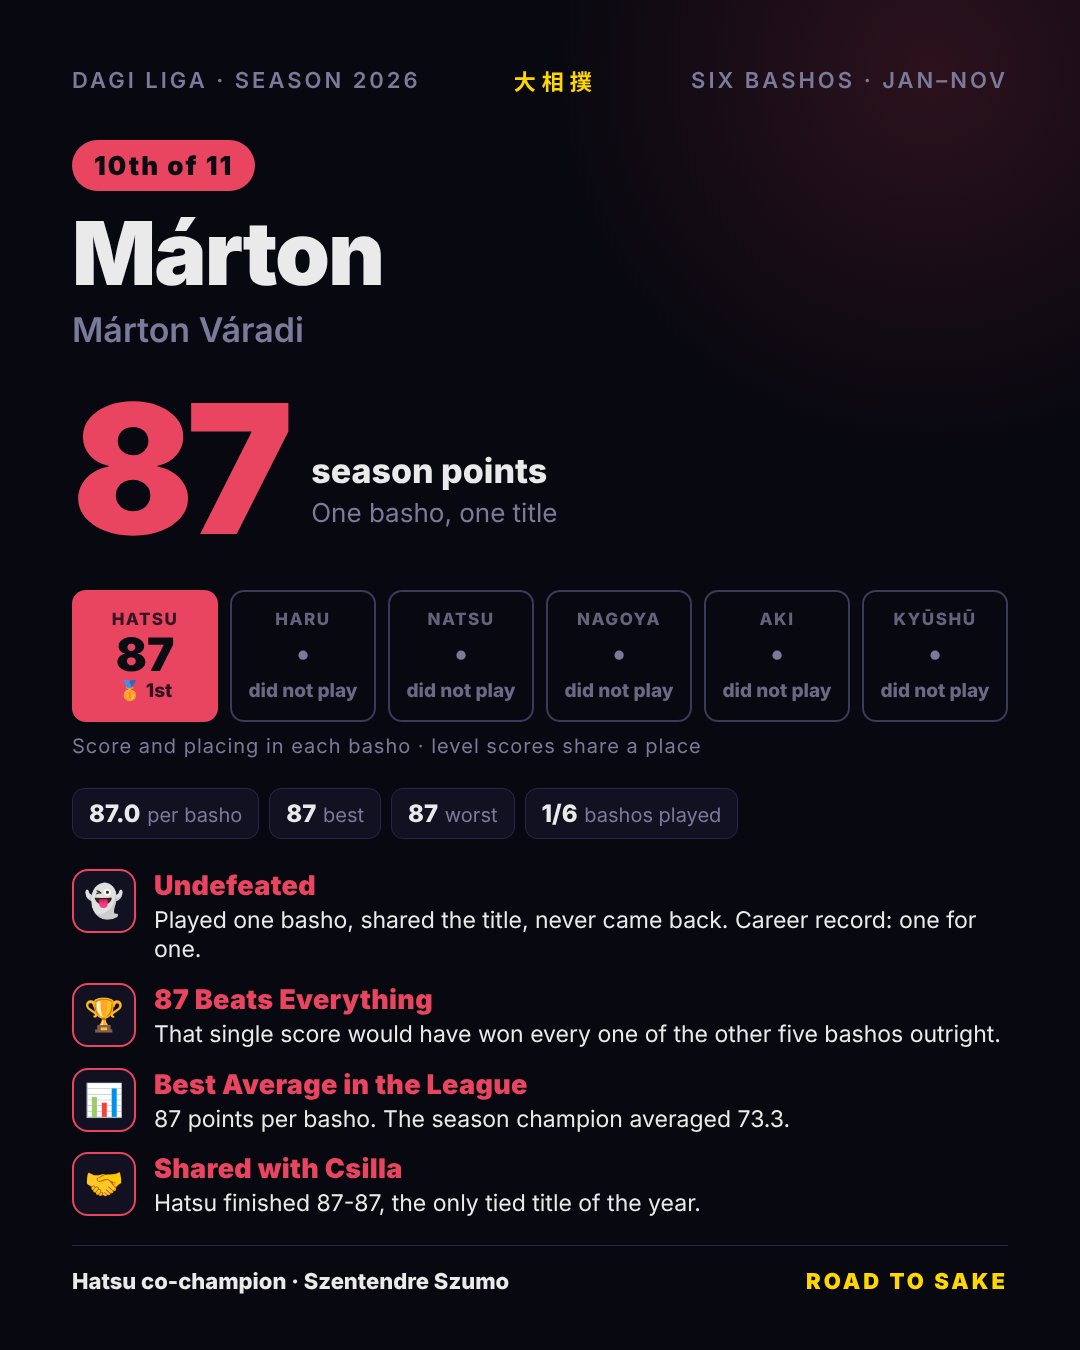 DAGI LIGA · SEASON 2026
大相撲
SIX BASHOS · JAN–NOV
10th of 11
Márton
Márton Váradi
87
season points
One basho, one title
HATSU
87
🥇 1st
HARU
•
did not play
NATSU
•
did not play
NAGOYA
•
did not play
AKI
•
did not play
KYŪSHŪ
•
did not play
Score and placing in each basho · level scores share a place
87.0 per basho
87 best
87 worst
1/6 bashos played
Undefeated
Played one basho, shared the title, never came back. Career record: one for
one.
87 Beats Everything
That single score would have won every one of the other five bashos outright.
Best Average in the League
87 points per basho. The season champion averaged 73.3.
Shared with Csilla
Hatsu finished 87-87, the only tied title of the year.
Hatsu co-champion · Szentendre Szumo
ROAD TO SAKE